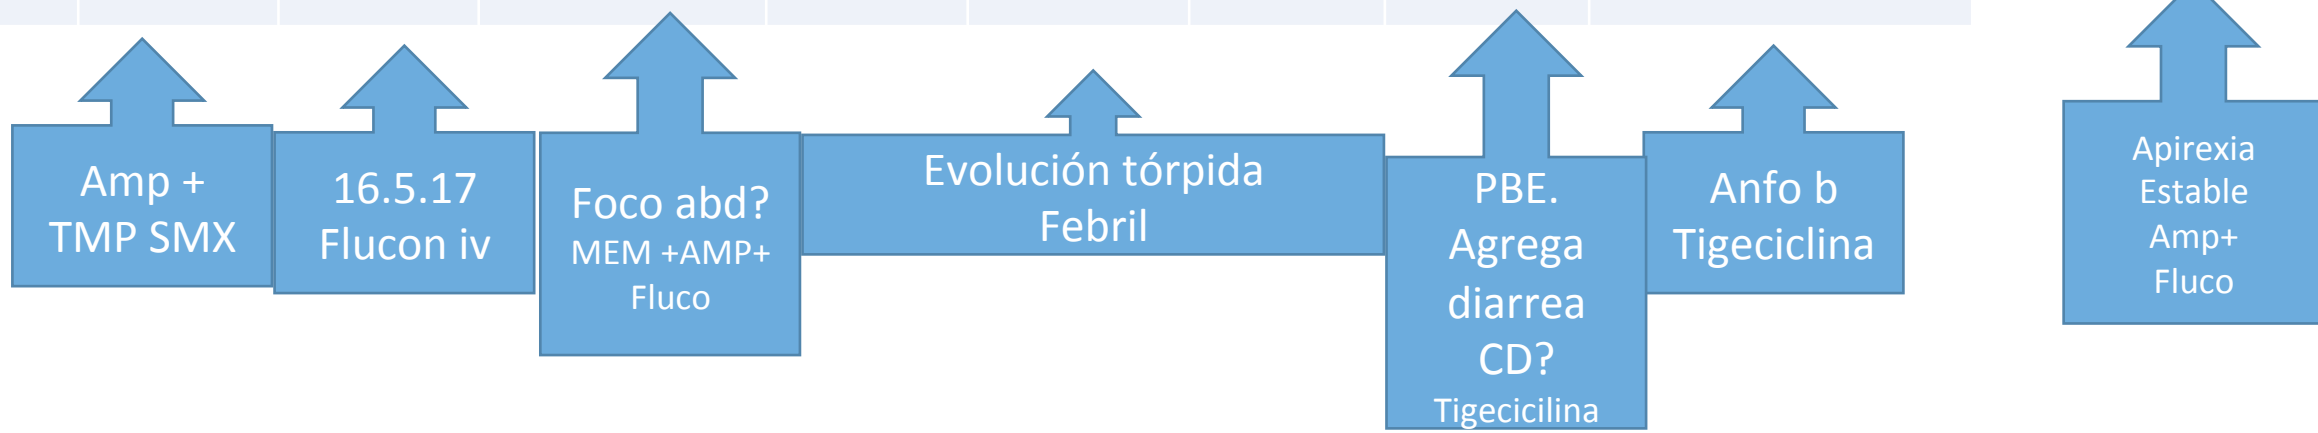 Amp +
TMP SMX
16.5.17
Flucon iv
Foco abd?
MEM +AMP+
Fluco
Evolución tórpida
Febril
PBE.
Agrega
diarrea
CD?
Tigecicilina
Anfo b
Tigeciclina
Apirexia
Estable
Amp+
Fluco